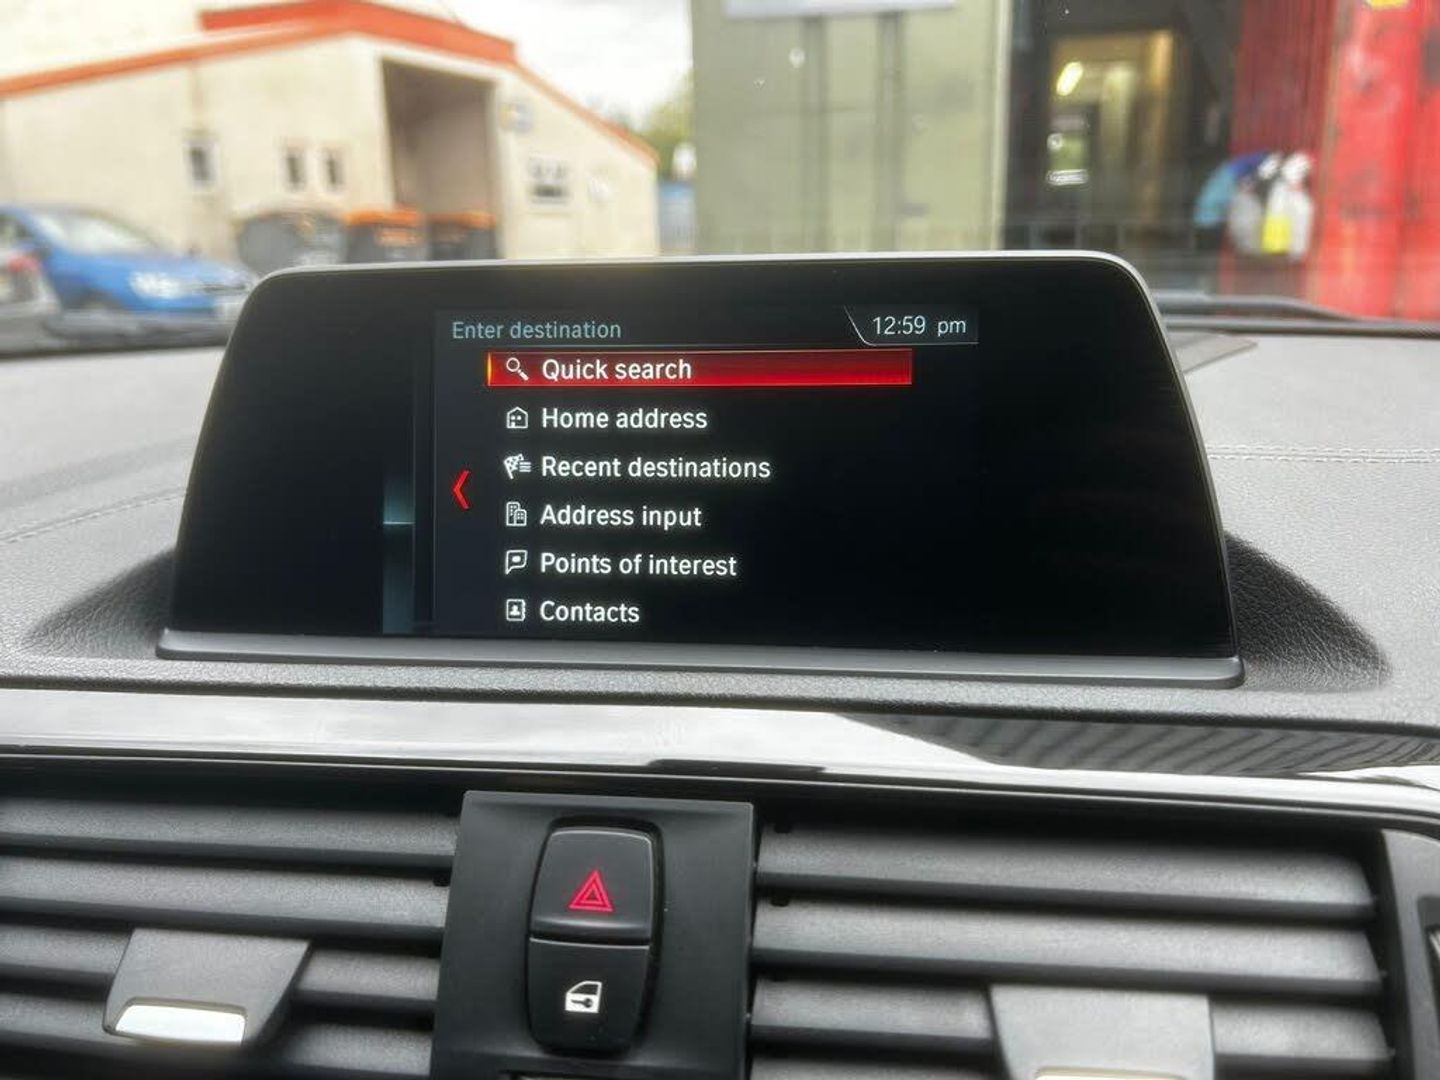 Enter destination
12:59 pm
Quick search
Home address
Recent destinations
Address input
Points of interest
Contacts